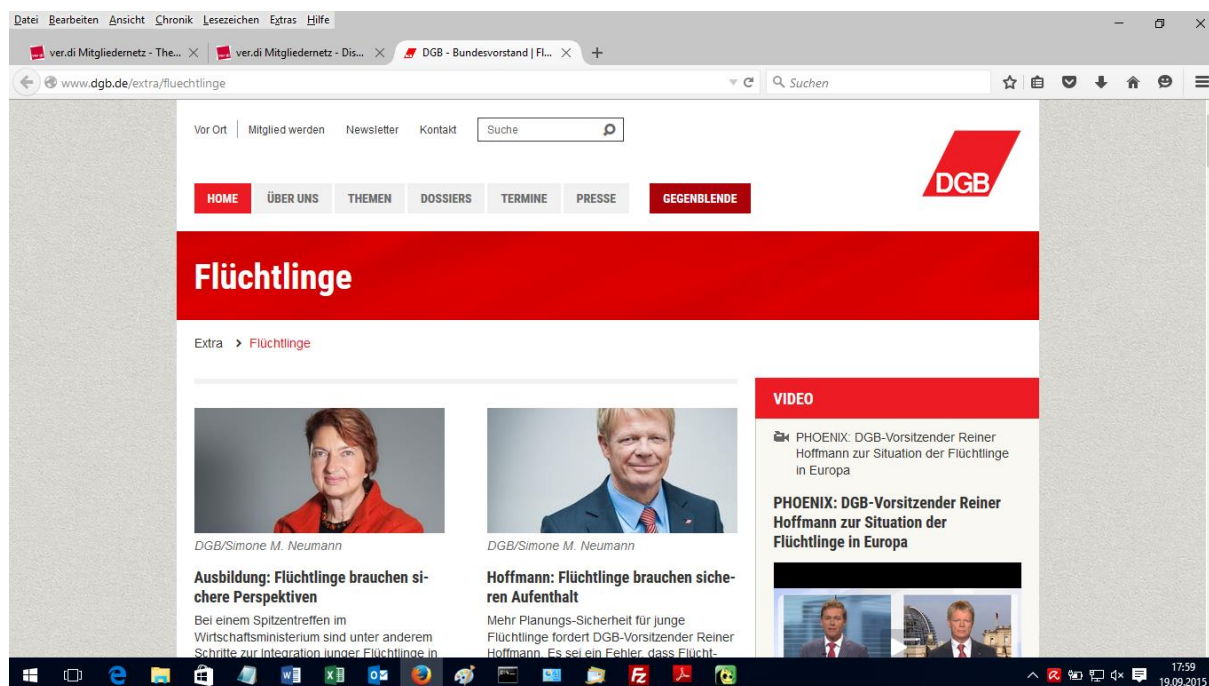 Datei Bearbeiten Ansicht Chronik Lesezeichen Extras Hilfe
ver.di Mitgliedernetz - The...
ver.di Mitgliedernetz - Dis...
DGB - Bundesvorstand | Fl...
www.dgb.de/extra/fluechtlinge
Suchen
Vor Ort Mitglied werden Newsletter Kontakt Suche
DGB
HOME ÜBER UNS THEMEN DOSSIERS TERMINE PRESSE GEGENBLENDE
Flüchtlinge
Extra > Flüchtlinge
DGB/Simone M. Neumann
Ausbildung: Flüchtlinge brauchen si-
chere Perspektiven
Bei einem Spitzentreffen im
Wirtschaftsministerium sind unter anderem
Schritte zur Integration junger Flüchtlinge in
DGB/Simone M. Neumann
Hoffmann: Flüchtlinge brauchen siche-
ren Aufenthalt
Mehr Planungs-Sicherheit für junge
Flüchtlinge fordert DGB-Vorsitzender Reiner
Hoffmann. Es sei ein Fehler, dass Flücht-
VIDEO
PHOENIX: DGB-Vorsitzender Reiner
Hoffmann zur Situation der Flüchtlinge
in Europa
PHOENIX: DGB-Vorsitzender Reiner
Hoffmann zur Situation der
Flüchtlinge in Europa
17:59
19.09.2015